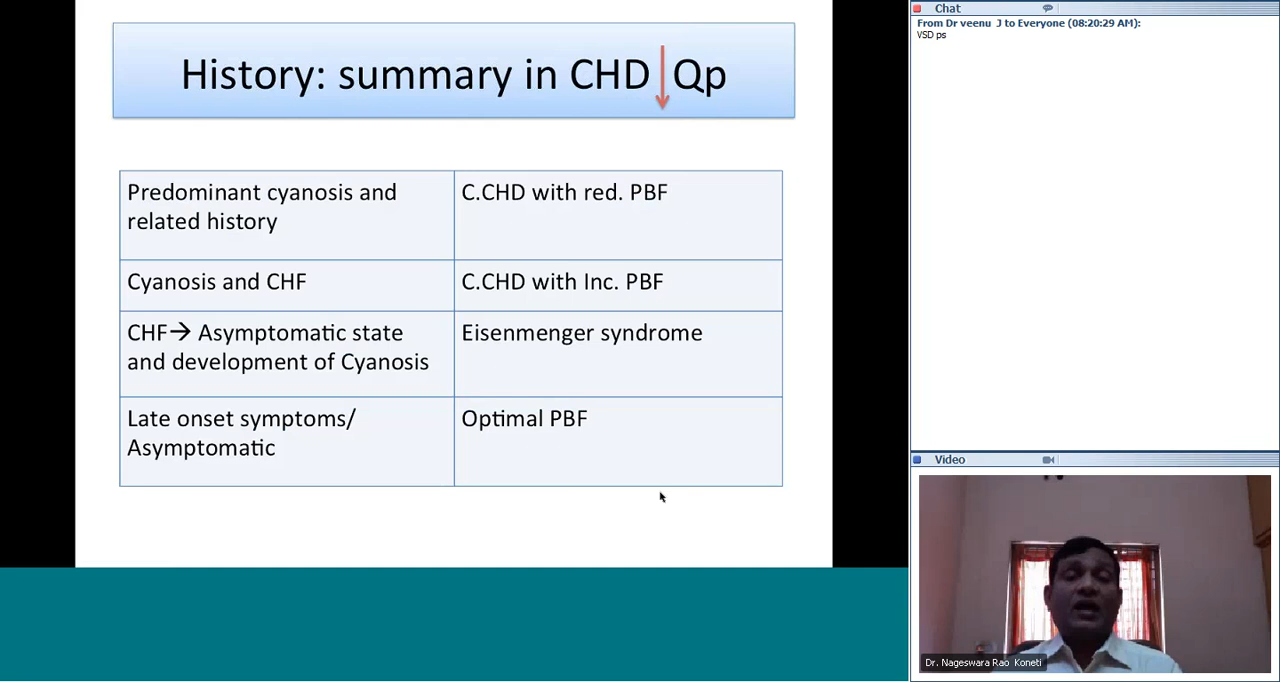 History: summary in CHD ↓ Qp
Predominant cyanosis and
related history
C.CHD with red. PBF
Cyanosis and CHF
C.CHD with Inc. PBF
CHF→ Asymptomatic state
and development of Cyanosis
Eisenmenger syndrome
Late onset symptoms/
Asymptomatic
Optimal PBF
Chat
From Dr veenu J to Everyone (08:20:29 AM):
VSD ps
Video
Dr. Nageswara Rao Koneti